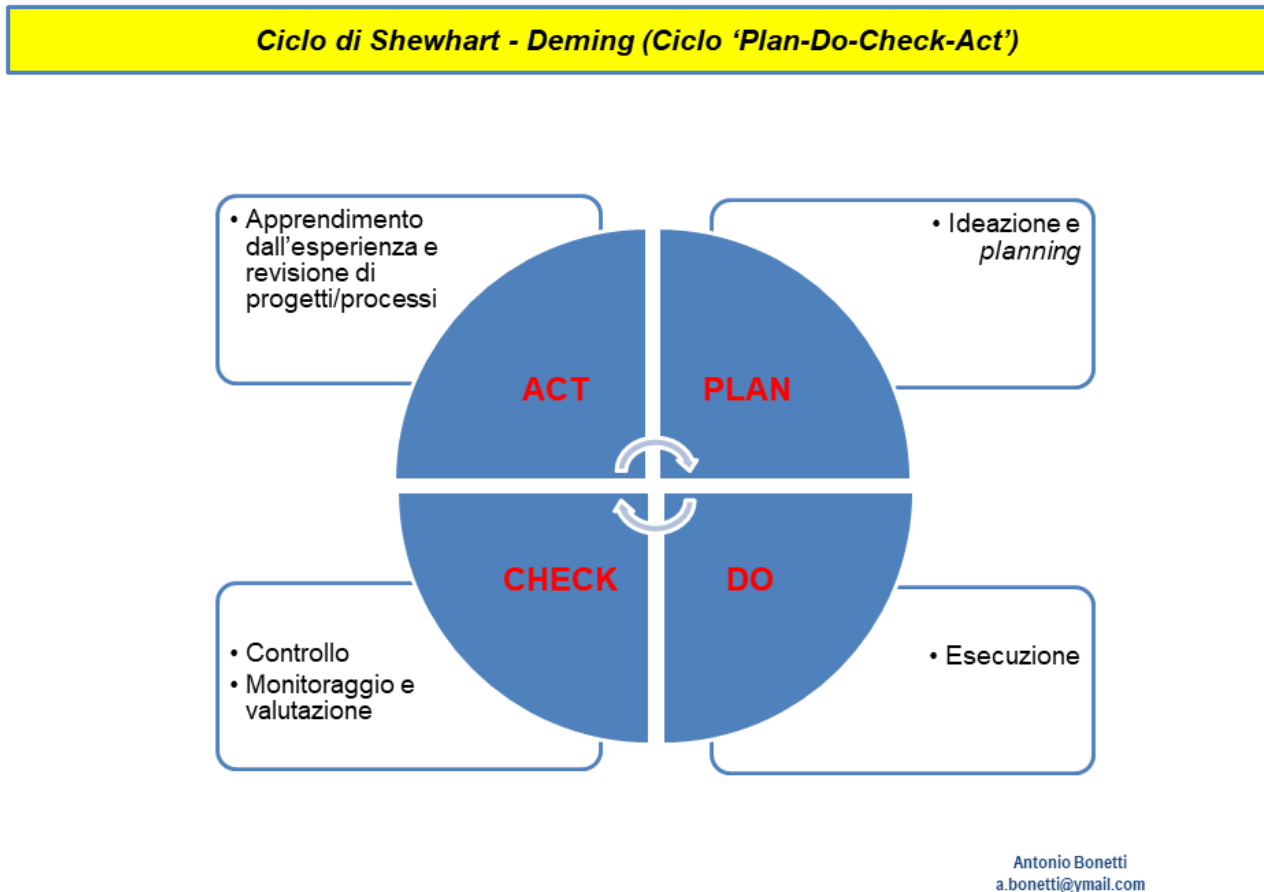 Ciclo di Shewhart - Deming (Ciclo ‘Plan-Do-Check-Act’)
• Apprendimento
dall’esperienza e
revisione di
progetti/processi
• Ideazione e
planning
ACT
PLAN
CHECK
DO
• Controllo
• Monitoraggio e
valutazione
• Esecuzione
Antonio Bonetti
a.bonetti@ymail.com